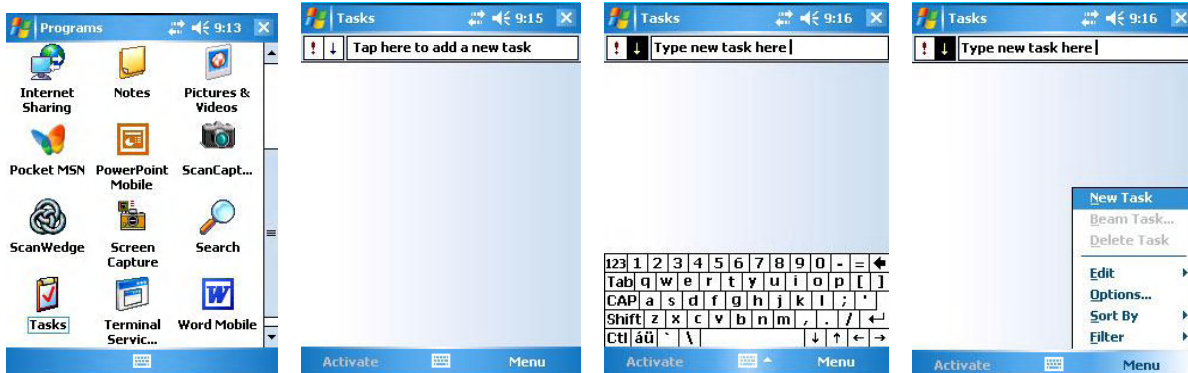 Programs 9:13
Internet Sharing
Notes
Pictures & Videos
Pocket MSN
PowerPoint Mobile
ScanCapt...
ScanWedge
Screen Capture
Search
Tasks
Terminal Servic...
Word Mobile
Tasks 9:15
! ↓ Tap here to add a new task
Activate Menu
Tasks 9:16
! ↓ Type new task here
123 1 2 3 4 5 6 7 8 9 0 - = ←
Tab q w e r t y u i o p [ ]
CAP a s d f g h j k l ; '
Shift z x c v b n m , . / ↵
Ctl áü ` \ ↓ ↑ ← →
Activate Menu
Tasks 9:16
! ↓ Type new task here
New Task
Beam Task...
Delete Task
Edit
Options...
Sort By
Filter
Activate Menu